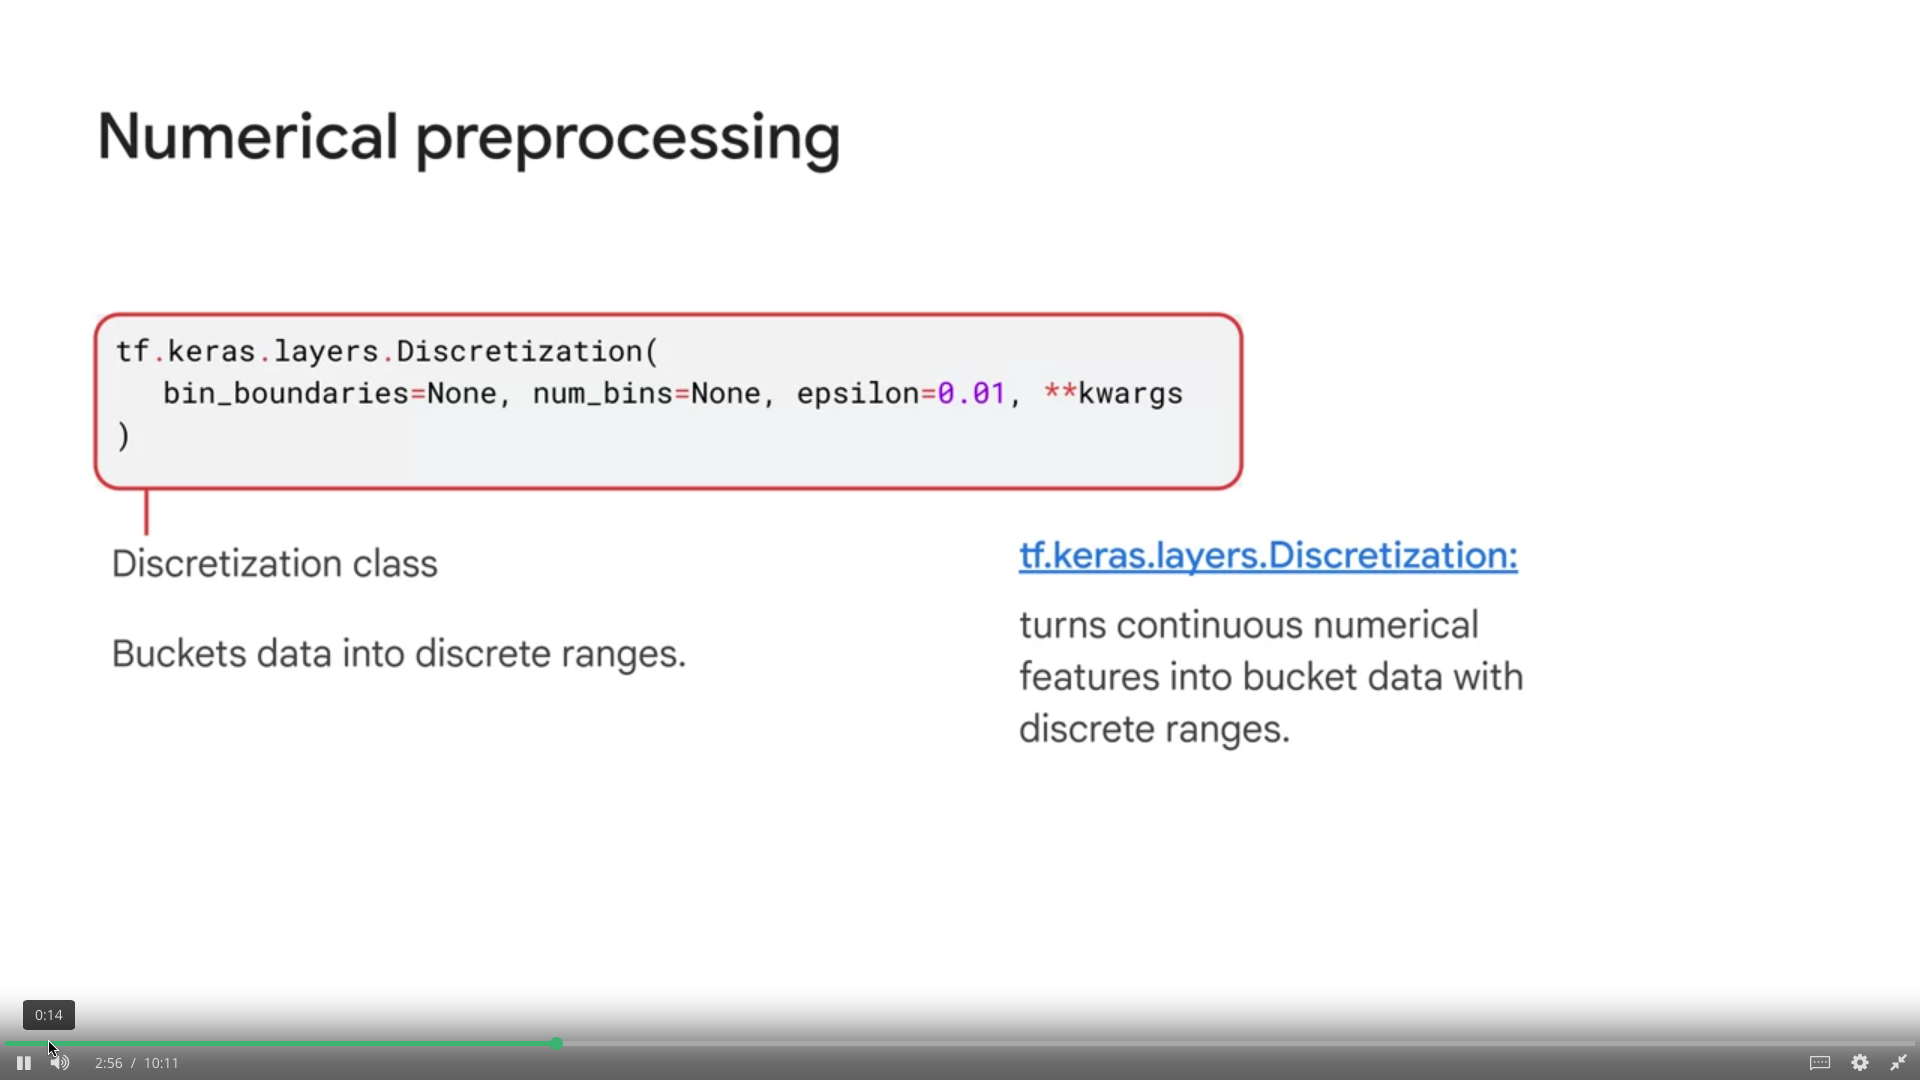 Numerical preprocessing
tf.keras.layers.Discretization(
bin_boundaries=None, num_bins=None, epsilon=0.01, **kwargs
)
Discretization class
Buckets data into discrete ranges.
tf.keras.layers.Discretization:
turns continuous numerical
features into bucket data with
discrete ranges.
0:14
2:56 / 10:11